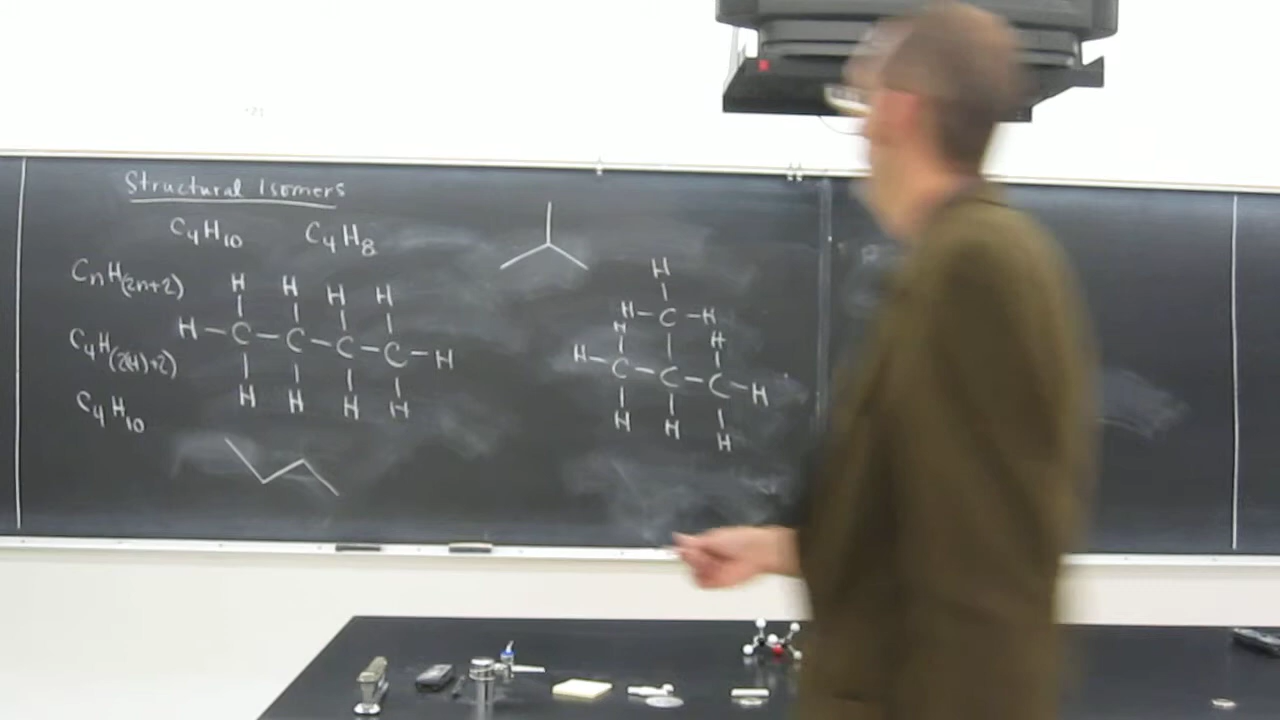 Structural Isomers
C4H10 C4H8
CnH(2n+2)
H H H H
H-C-C-C-C-H
H H H H
C4H(2(4)+2)
C4H10
H
H-C-H
H H
H-C-C-C-H
H H H